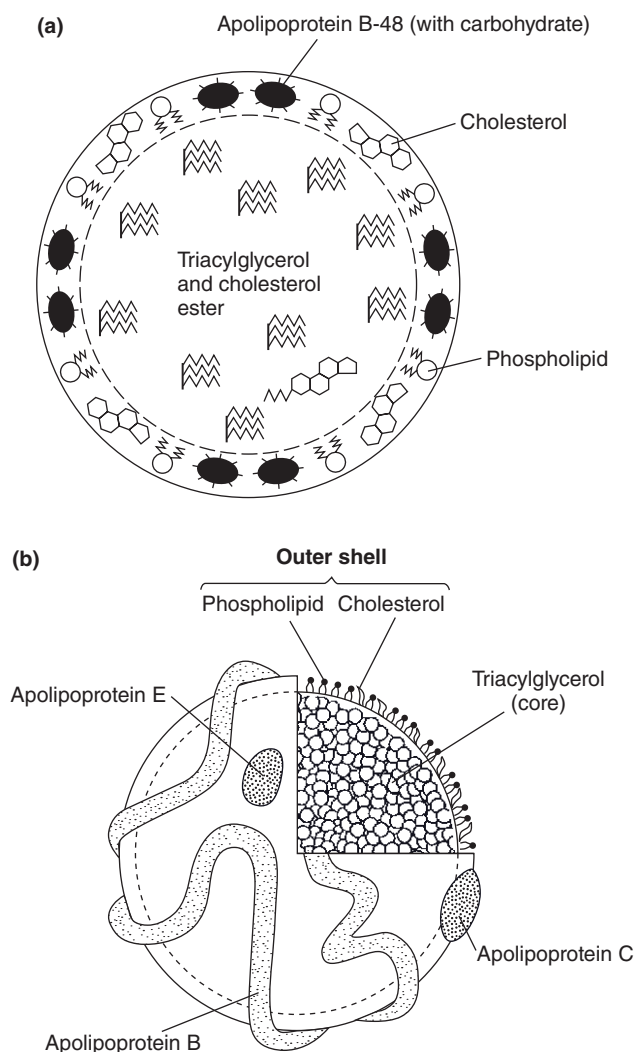 (a)
Apolipoprotein B-48 (with carbohydrate)
Cholesterol
Triacylglycerol
and cholesterol
ester
Phospholipid
(b)
Outer shell
Phospholipid Cholesterol
Apolipoprotein E
Triacylglycerol
(core)
Apolipoprotein C
Apolipoprotein B